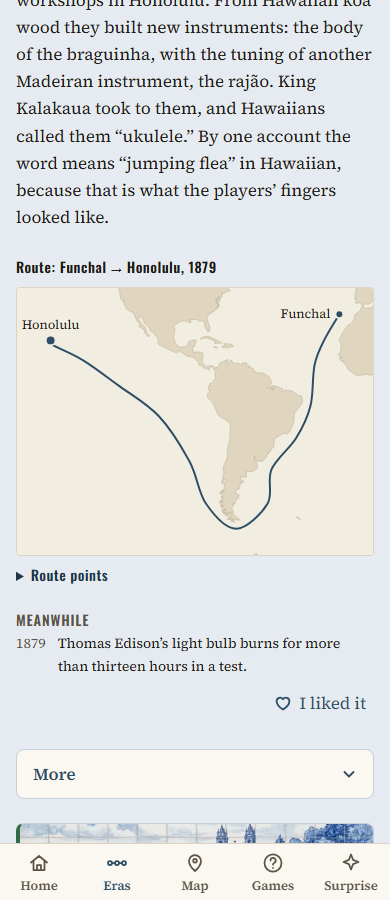 workshops in Honolulu. From Hawaiian koa
wood they built new instruments: the body
of the braguinha, with the tuning of another
Madeiran instrument, the rajão. King
Kalakaua took to them, and Hawaiians
called them “ukulele.” By one account the
word means “jumping flea” in Hawaiian,
because that is what the players’ fingers
looked like.
Route: Funchal → Honolulu, 1879
Funchal
Honolulu
Route points
MEANWHILE
1879 Thomas Edison’s light bulb burns for more
than thirteen hours in a test.
I liked it
More
Home Eras Map Games Surprise